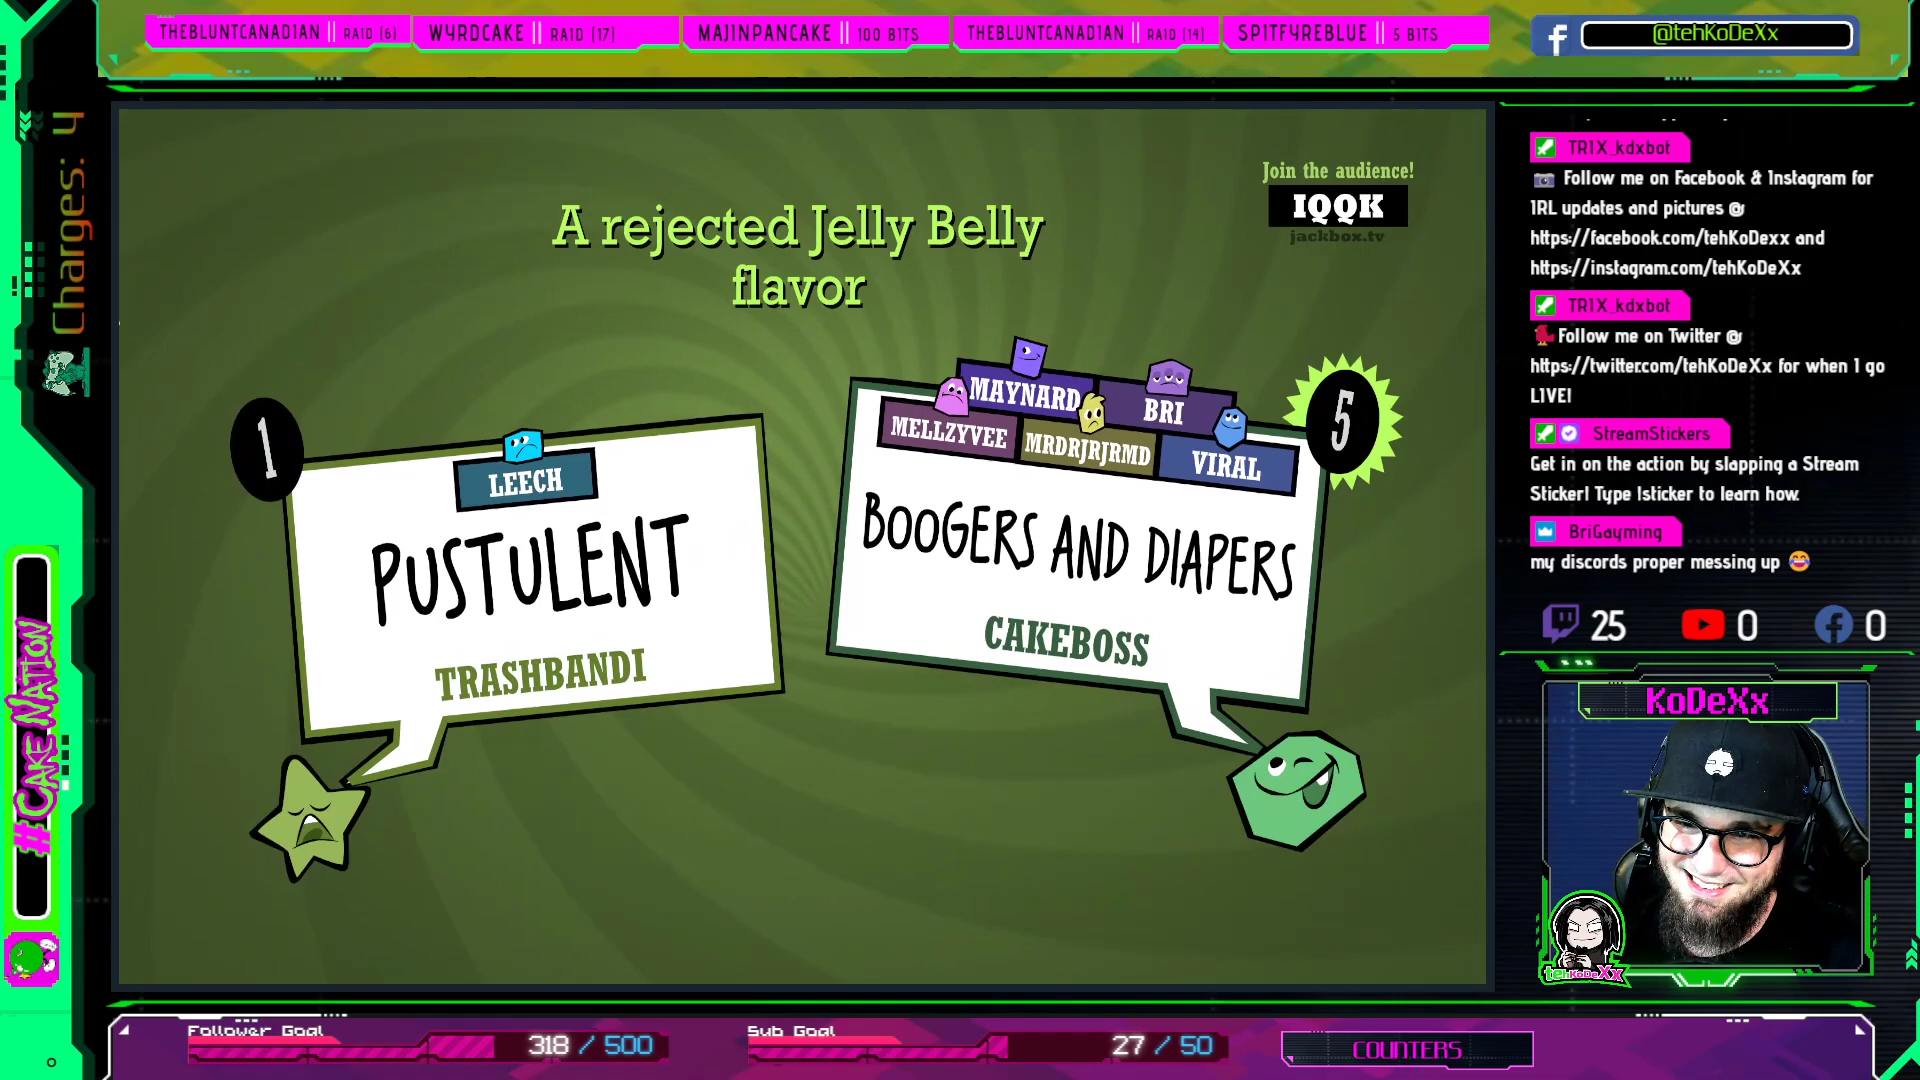 THEBLUNTCANADIAN || RAID (6)
WYRDCAKE || RAID (17)
MAJINPANCAKE || 100 BITS
THEBLUNTCANADIAN || RAID (14)
SPITFYREBLUE || 5 BITS
@tehKoDeXx
Charges: 4
#CAKE NATION
Join the audience!
IQQK
jackbox.tv
A rejected Jelly Belly
flavor
1
LEECH
PUSTULENT
TRASHBANDI
MAYNARD
BRI
MELLZYVEE
MRDRJRJRMD
VIRAL
5
BOOGERS AND DIAPERS
CAKEBOSS
TR1X_kdxbot
Follow me on Facebook & Instagram for
IRL updates and pictures @
https://facebook.com/tehKoDexx and
https://instagram.com/tehKoDeXx
TR1X_kdxbot
Follow me on Twitter @
https://twitter.com/tehKoDeXx for when I go
LIVE!
StreamStickers
Get in on the action by slapping a Stream
Sticker! Type !sticker to learn how.
BriGayming
my discords proper messing up 😂
25
0
0
KoDeXx
tehKoDeXx
Follower Goal
318 / 500
Sub Goal
27 / 50
COUNTERS